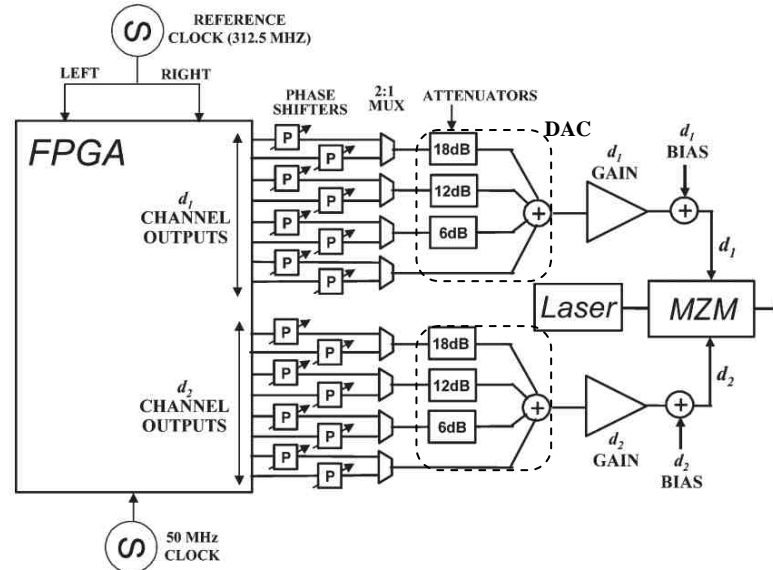 REFERENCE
CLOCK (312.5 MHZ)
LEFT
RIGHT
FPGA
PHASE
SHIFTERS
2:1
MUX
ATTENUATORS
DAC
d1
CHANNEL
OUTPUTS
P
P
P
P
P
P
P
P
18dB
12dB
6dB
+
d1
GAIN
d1
BIAS
+
d1
Laser
MZM
d2
CHANNEL
OUTPUTS
P
P
P
P
P
P
P
P
18dB
12dB
6dB
+
d2
GAIN
+
d2
BIAS
d2
50 MHz
CLOCK